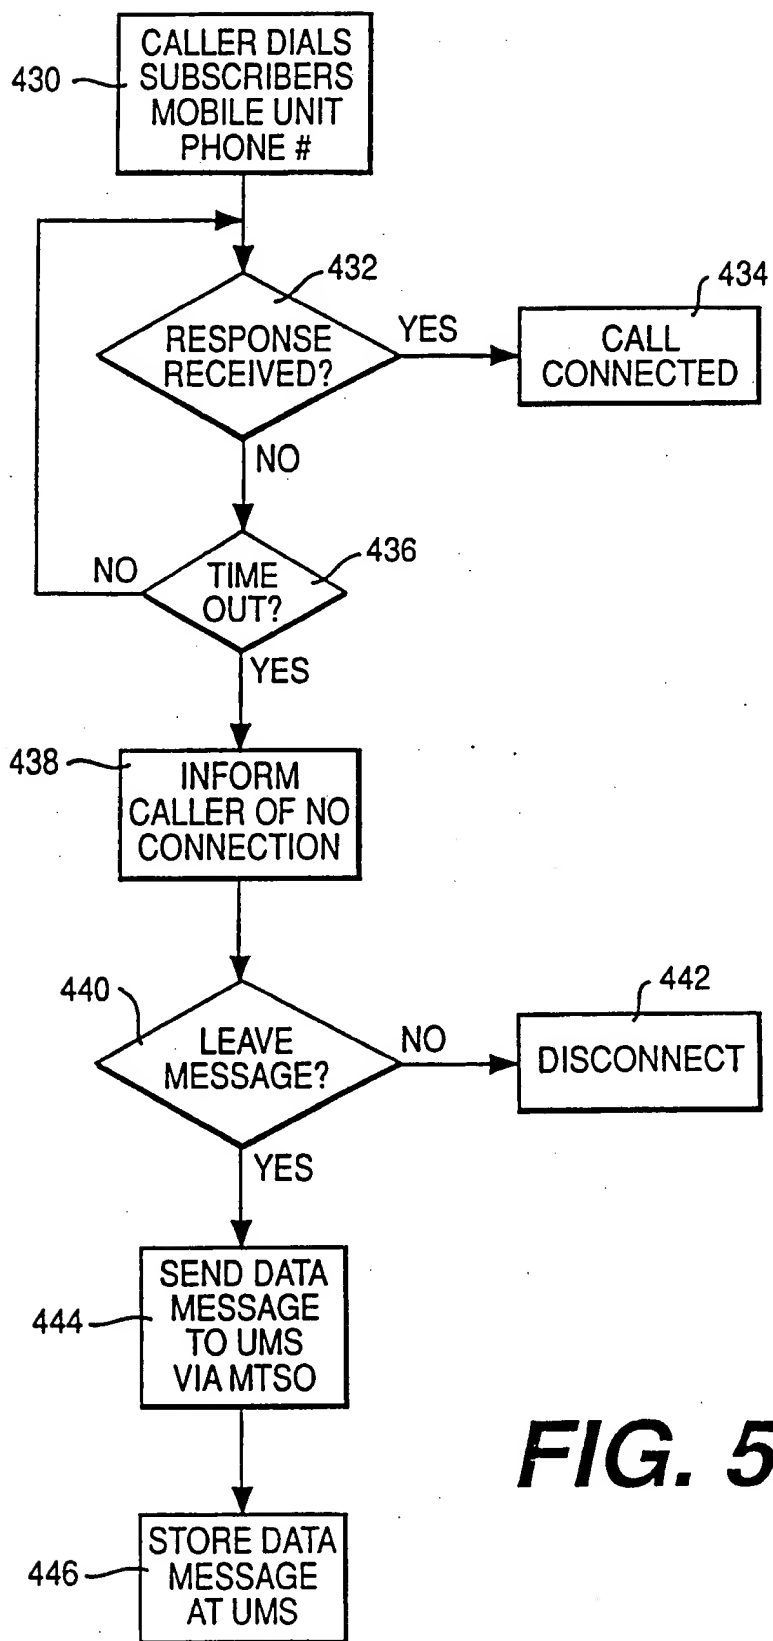 CALLER DIALS
SUBSCRIBERS
MOBILE UNIT
PHONE #
430
432
RESPONSE
RECEIVED?
YES
434
CALL
CONNECTED
NO
436
TIME
OUT?
NO
YES
438
INFORM
CALLER OF NO
CONNECTION
440
LEAVE
MESSAGE?
NO
442
DISCONNECT
YES
444
SEND DATA
MESSAGE
TO UMS
VIA MTSO
446
STORE DATA
MESSAGE
AT UMS
FIG. 5